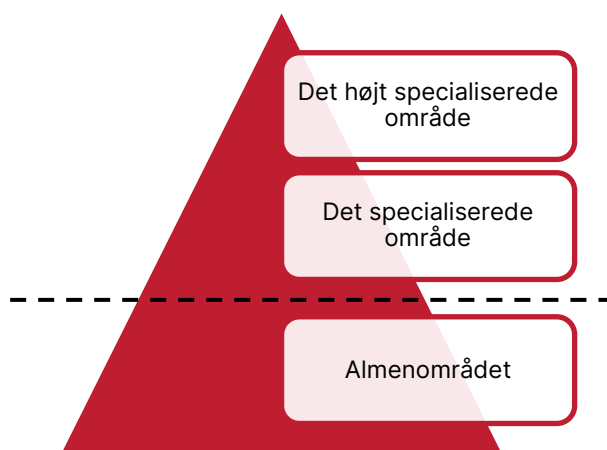 Det højt specialiserede
område
Det specialiserede
område
Almenområdet